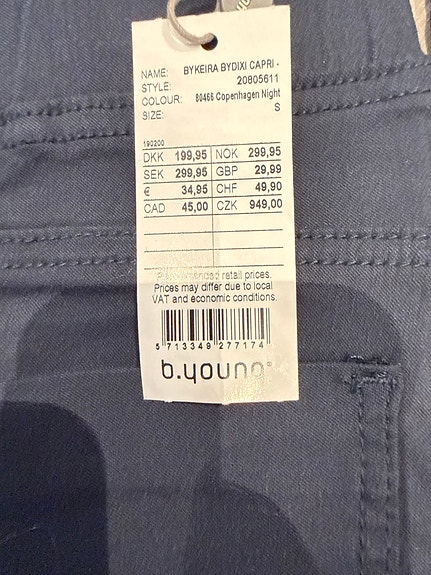 NAME: BYKEIRA BYDIXI CAPRI -
STYLE: 20805611
COLOUR: 80466 Copenhagen Night
SIZE: S
190200
DKK 199,95 NOK 299,95
SEK 299,95 GBP 29,99
€ 34,95 CHF 49,90
CAD 45,00 CZK 949,00
retail prices.
Prices may differ due to local
VAT and economic conditions.
5 713349 277174
b.young®